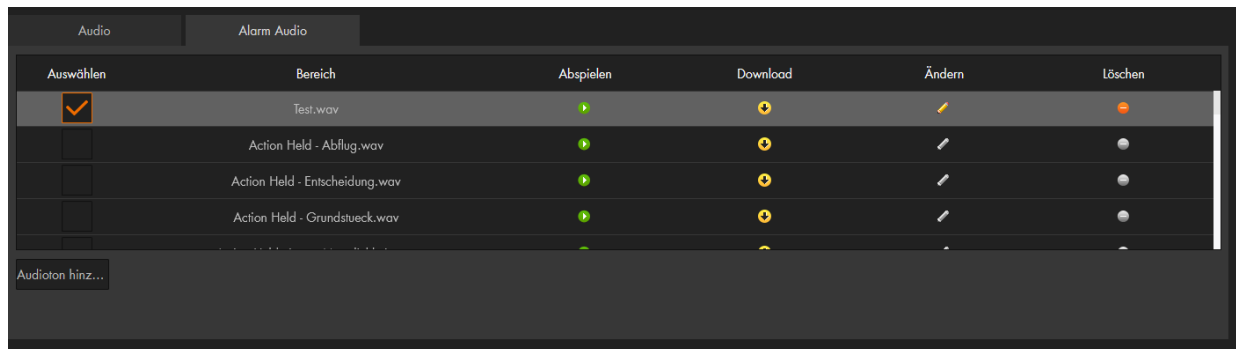 Audio Alarm Audio
Auswählen Bereich Abspielen Download Ändern Löschen
Test.wav
Action Held - Abflug.wav
Action Held - Entscheidung.wav
Action Held - Grundstueck.wav
Audioton hinz...